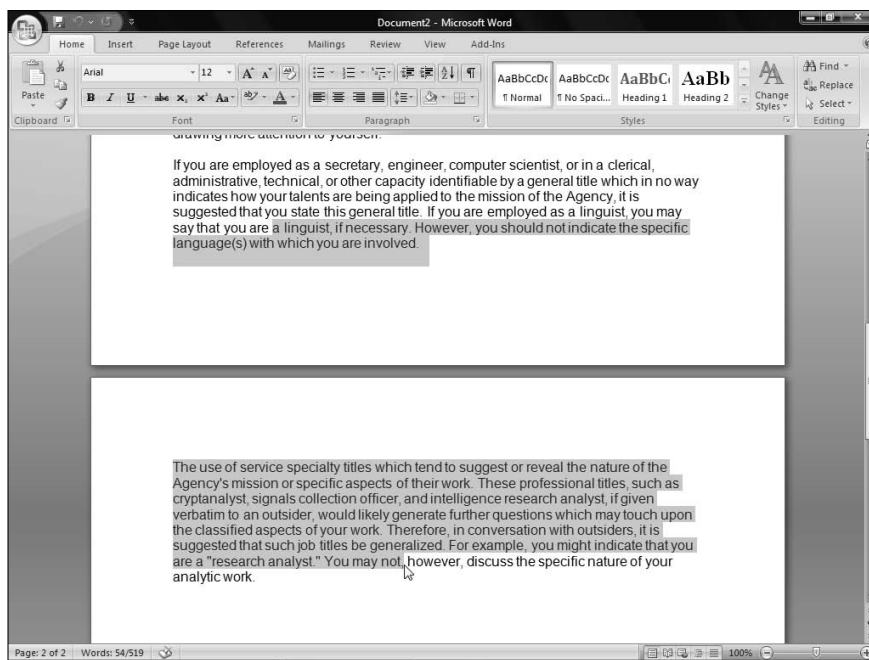 Document2 - Microsoft Word
Home Insert Page Layout References Mailings Review View Add-Ins
Paste
Arial
12
B I U abc x₂ x² Aa A
AaBbCcDc AaBbCcDc AaBbC AaBb
¶ Normal ¶ No Spaci... Heading 1 Heading 2
Change Styles
Find
Replace
Select
Clipboard Font Paragraph Styles Editing
drawing more attention to yourself.
If you are employed as a secretary, engineer, computer scientist, or in a clerical,
administrative, technical, or other capacity identifiable by a general title which in no way
indicates how your talents are being applied to the mission of the Agency, it is
suggested that you state this general title. If you are employed as a linguist, you may
say that you are a linguist, if necessary. However, you should not indicate the specific
language(s) with which you are involved.
The use of service specialty titles which tend to suggest or reveal the nature of the
Agency's mission or specific aspects of their work. These professional titles, such as
cryptanalyst, signals collection officer, and intelligence research analyst, if given
verbatim to an outsider, would likely generate further questions which may touch upon
the classified aspects of your work. Therefore, in conversation with outsiders, it is
suggested that such job titles be generalized. For example, you might indicate that you
are a "research analyst." You may not, however, discuss the specific nature of your
analytic work.
Page: 2 of 2 Words: 54/519 100%